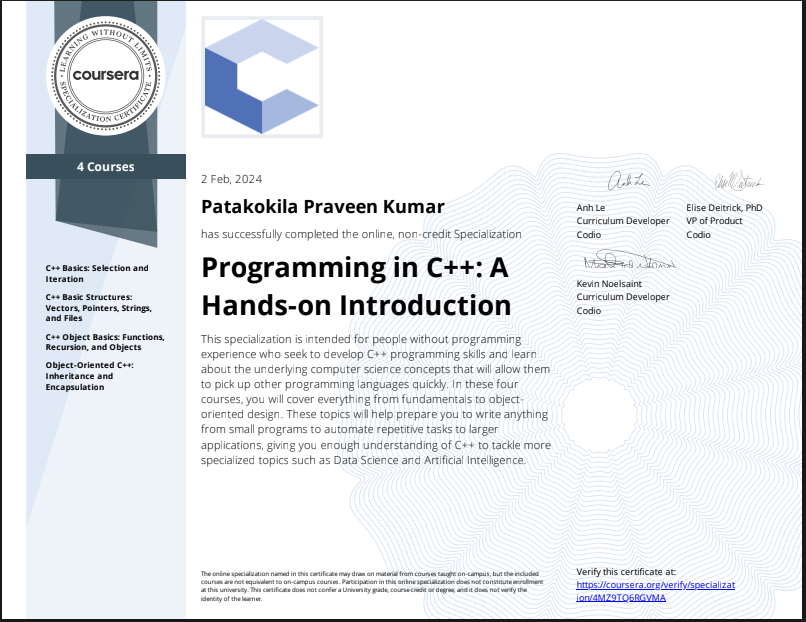 LEARNING WITHOUT LIMITS
coursera
SPECIALIZATION CERTIFICATE
4 Courses
C++ Basics: Selection and
Iteration
C++ Basic Structures:
Vectors, Pointers, Strings,
and Files
C++ Object Basics: Functions,
Recursion, and Objects
Object-Oriented C++:
Inheritance and
Encapsulation
2 Feb, 2024
Patakokila Praveen Kumar
has successfully completed the online, non-credit Specialization
Programming in C++: A
Hands-on Introduction
This specialization is intended for people without programming
experience who seek to develop C++ programming skills and learn
about the underlying computer science concepts that will allow them
to pick up other programming languages quickly. In these four
courses, you will cover everything from fundamentals to object-
oriented design. These topics will help prepare you to write anything
from small programs to automate repetitive tasks to larger
applications, giving you enough understanding of C++ to tackle more
specialized topics such as Data Science and Artificial Intelligence.
Anh Le
Anh Le
Curriculum Developer
Codio
Elise Deitrick, PhD
VP of Product
Codio
Kevin Noelsaint
Curriculum Developer
Codio
The online specialization named in this certificate may draw on material from courses taught on-campus, but the included
courses are not equivalent to on-campus courses. Participation in this online specialization does not constitute enrollment
at this university. This certificate does not confer a University grade, course credit or degree, and it does not verify the
identity of the learner.
Verify this certificate at:
https://coursera.org/verify/specializat
ion/4MZ9TQ6RGVMA